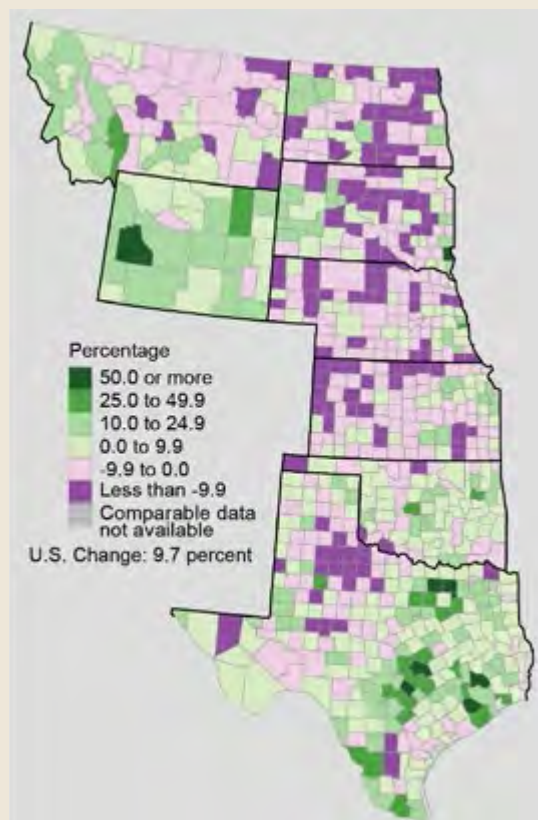 Percentage
50.0 or more
25.0 to 49.9
10.0 to 24.9
0.0 to 9.9
-9.9 to 0.0
Less than -9.9
Comparable data
not available
U.S. Change: 9.7 percent